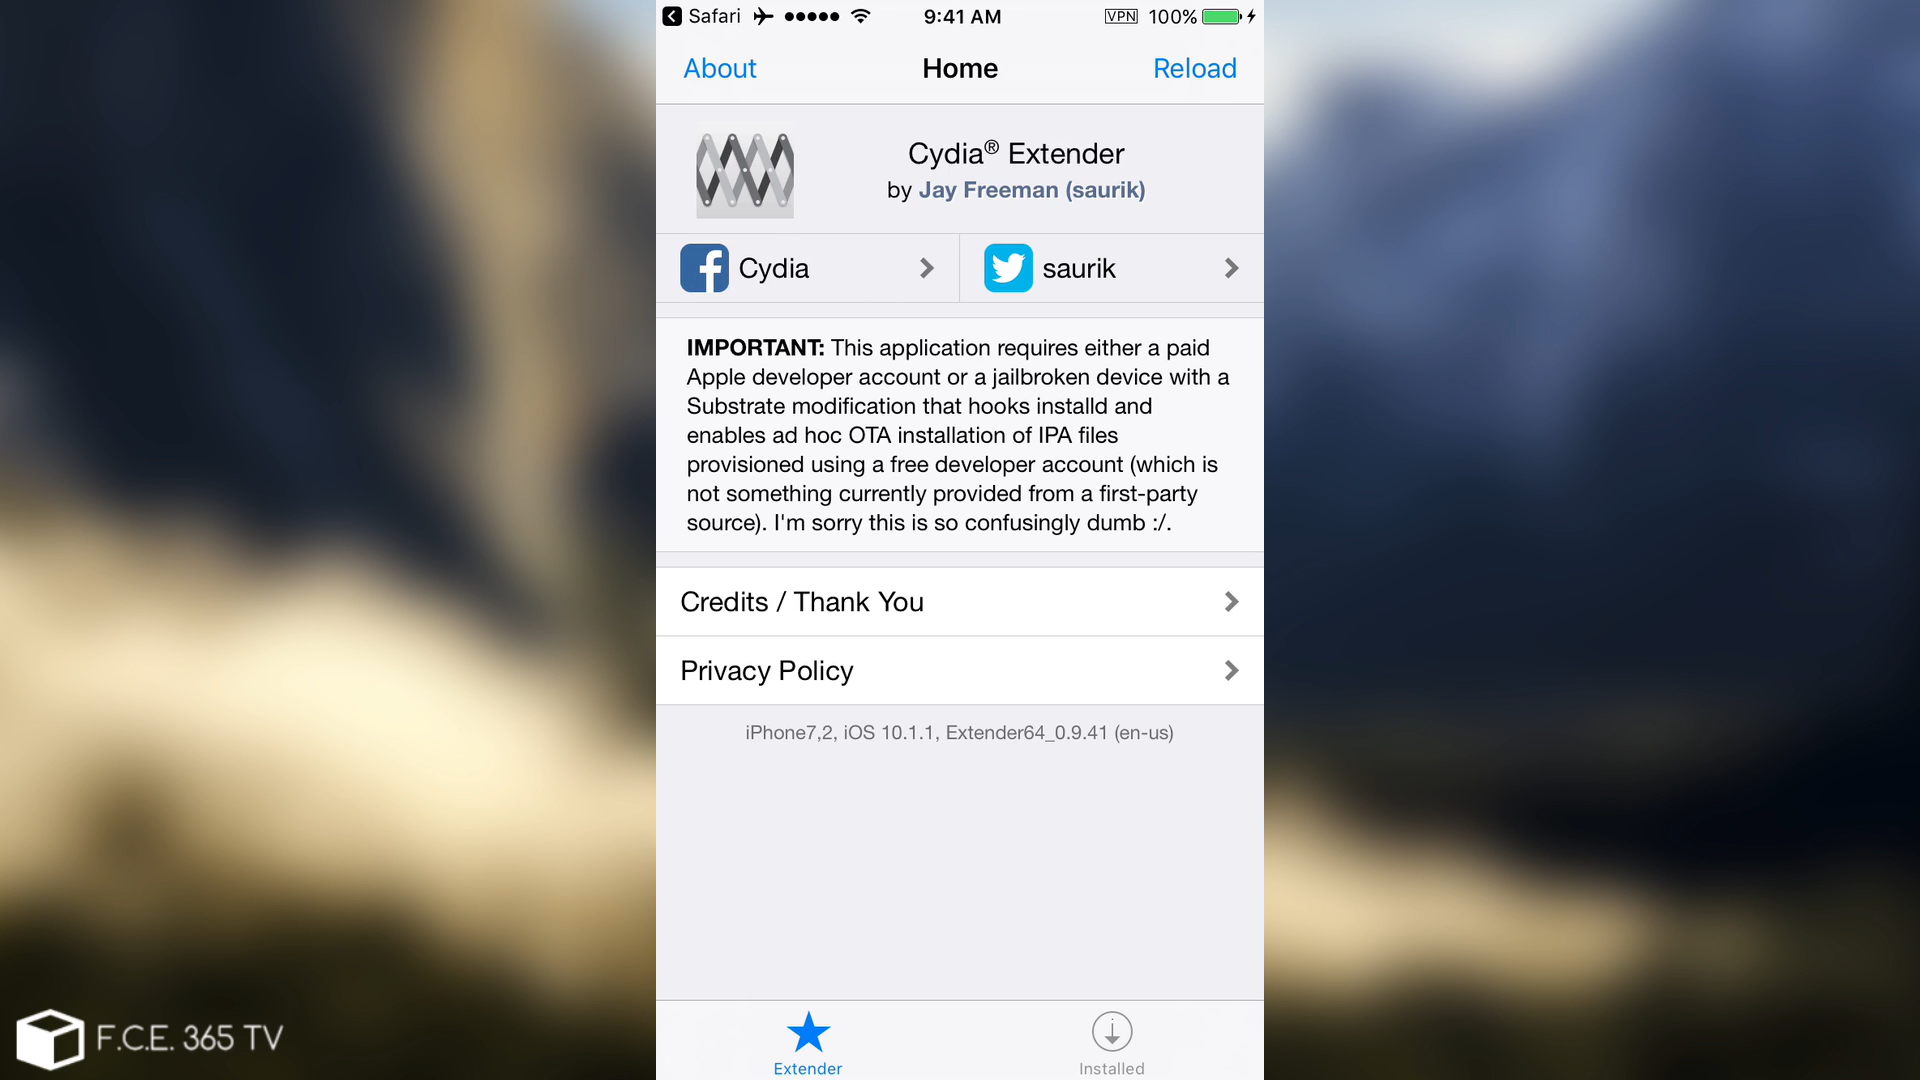 Safari 9:41 AM VPN 100%
About Home Reload
Cydia® Extender
by Jay Freeman (saurik)
Cydia saurik
IMPORTANT: This application requires either a paid
Apple developer account or a jailbroken device with a
Substrate modification that hooks installd and
enables ad hoc OTA installation of IPA files
provisioned using a free developer account (which is
not something currently provided from a first-party
source). I'm sorry this is so confusingly dumb :/.
Credits / Thank You
Privacy Policy
iPhone7,2, iOS 10.1.1, Extender64_0.9.41 (en-us)
F.C.E. 365 TV
Extender Installed